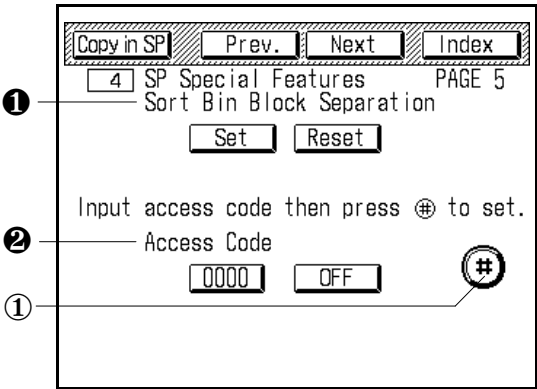 Copy in SP Prev. Next Index
4 SP Special Features PAGE 5
❶ Sort Bin Block Separation
Set Reset
Input access code then press ⊕ to set.
❷ Access Code
0000 OFF #
①